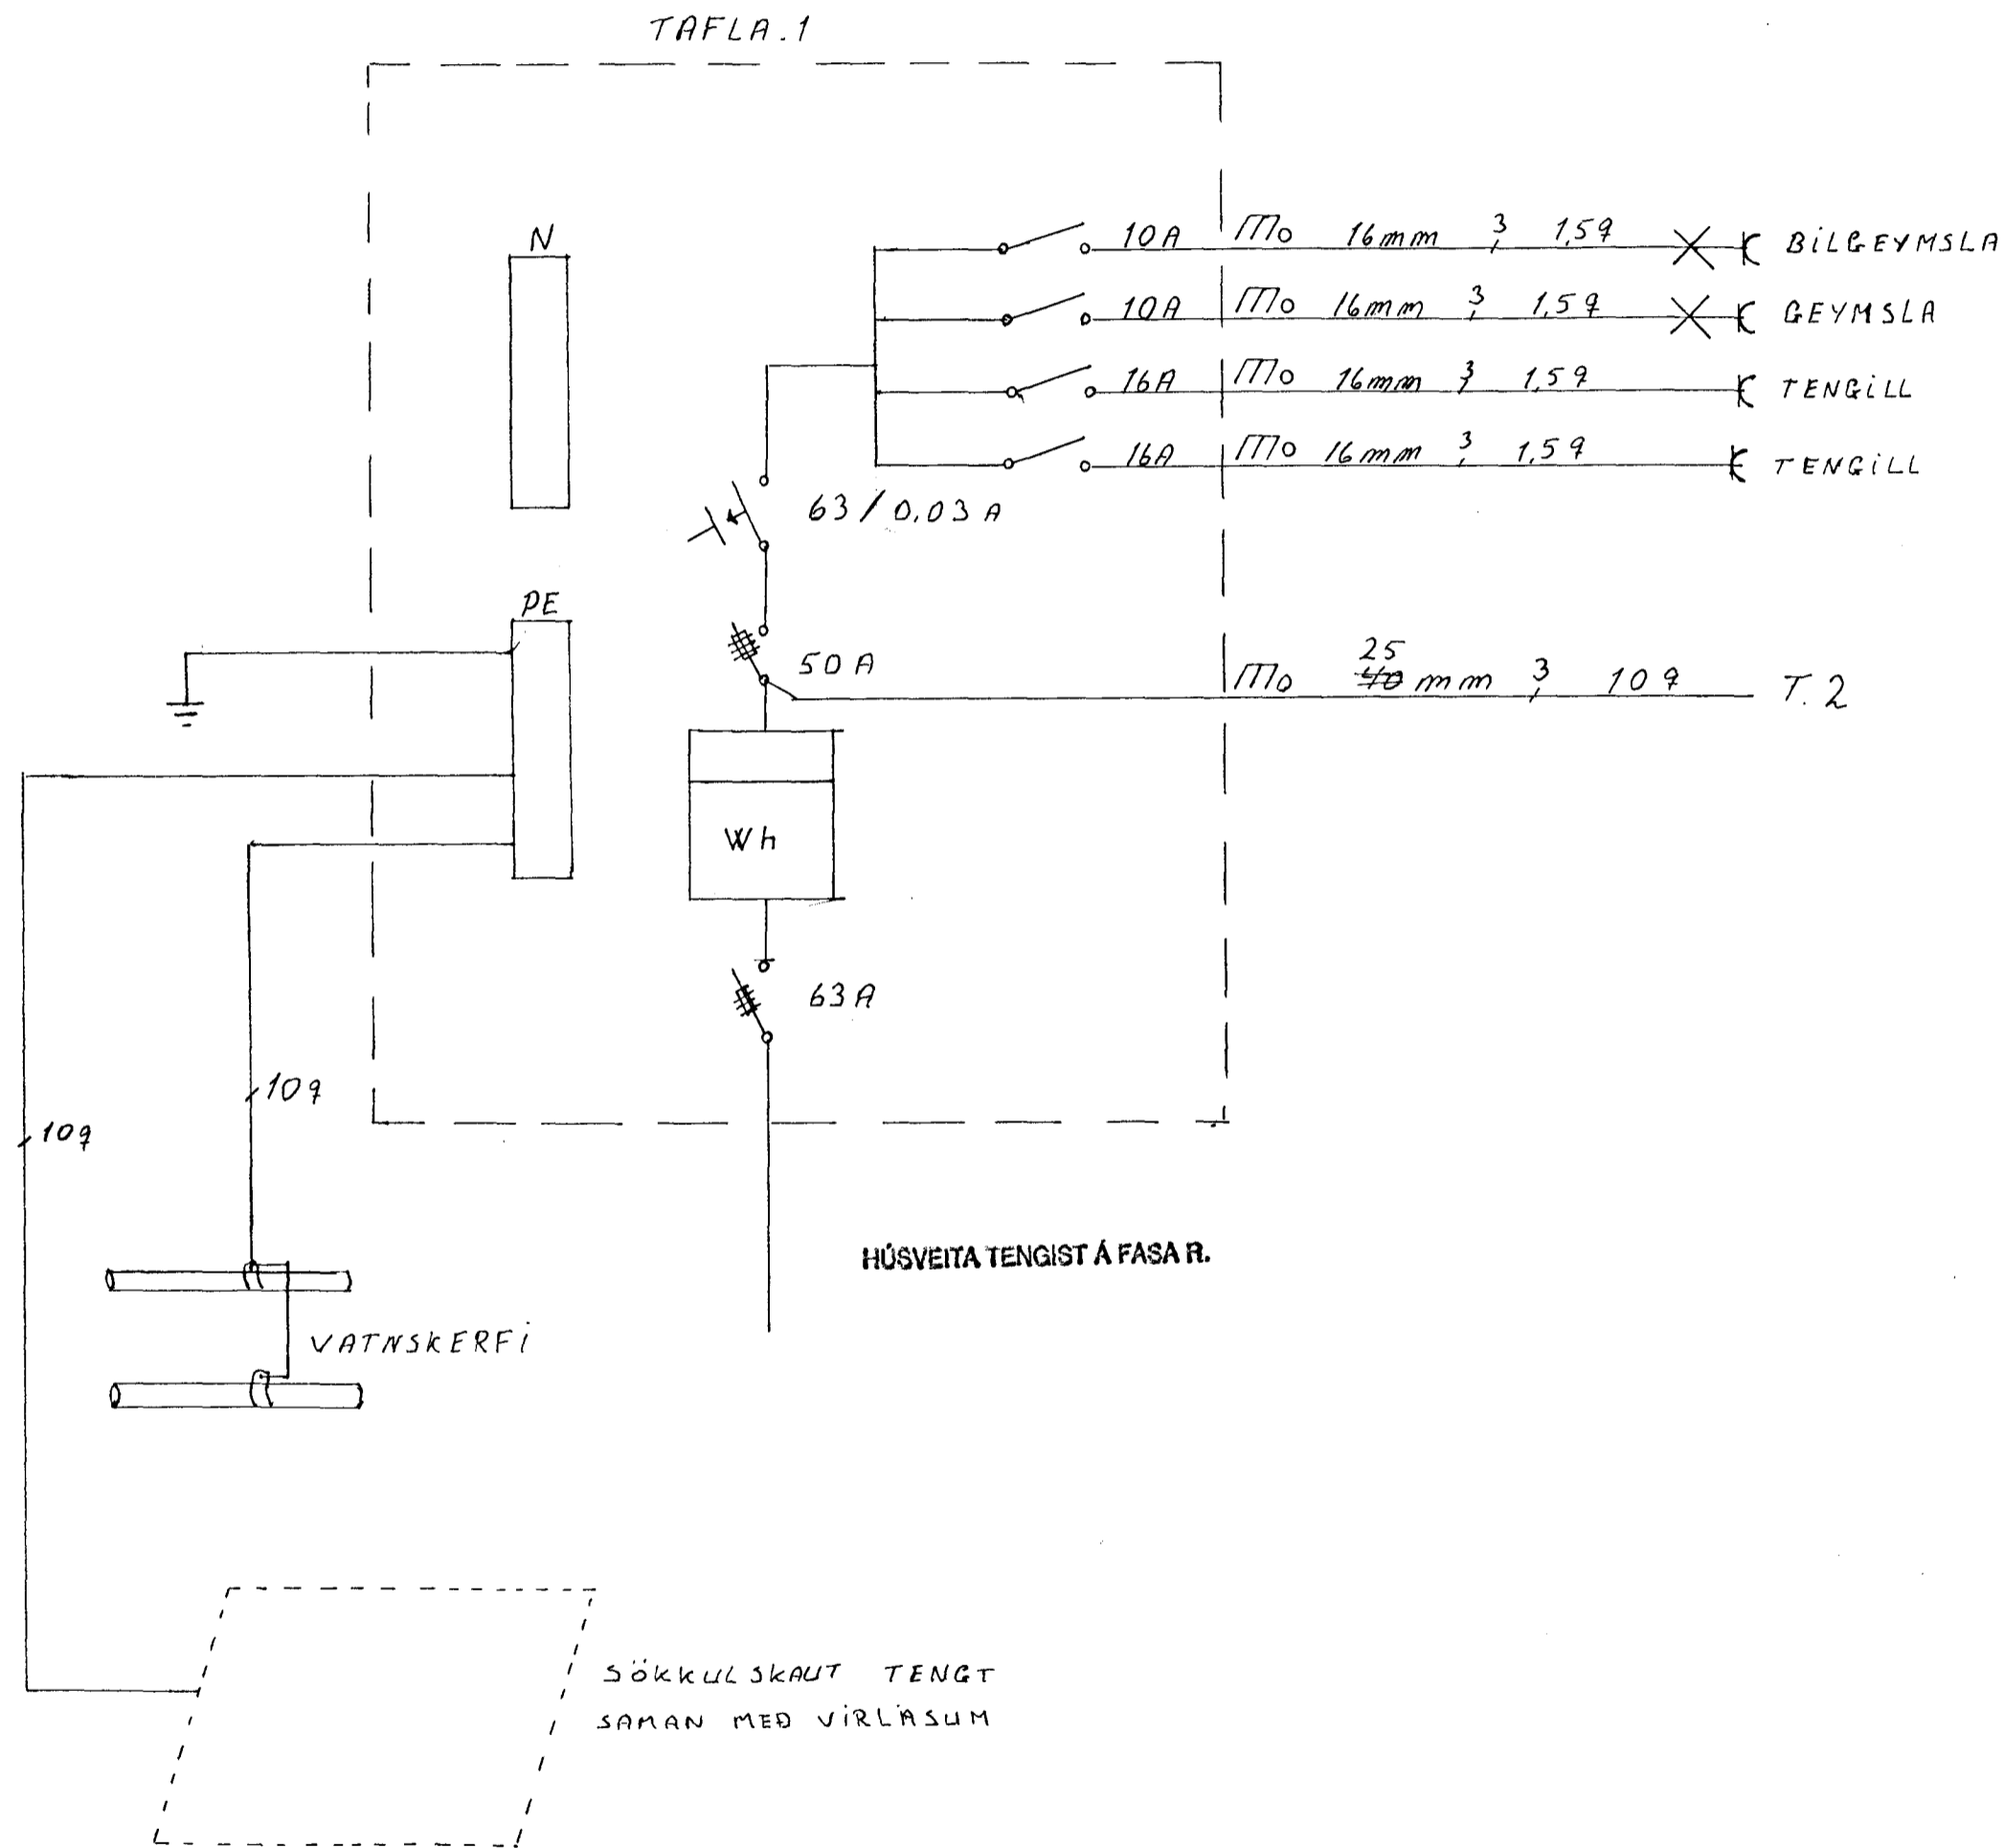 TAFLA.1
N
10A Mo 16mm 3 1,5q BÍLGEYMSLA
10A Mo 16mm 3 1,5q GEYMSLA
16A Mo 16mm 3 1,5q TENGILL
16A Mo 16mm 3 1,5q TENGILL
63/0,03A
PE
50A
25
Mo 40 mm 3 10q T.2
Wh
63A
10q
10q
HÚSVEITA TENGIST Á FASA R.
VATNSKERFI
SÖKKULSKAUT TENGT
SAMAN MEÐ VÍRLÁSUM